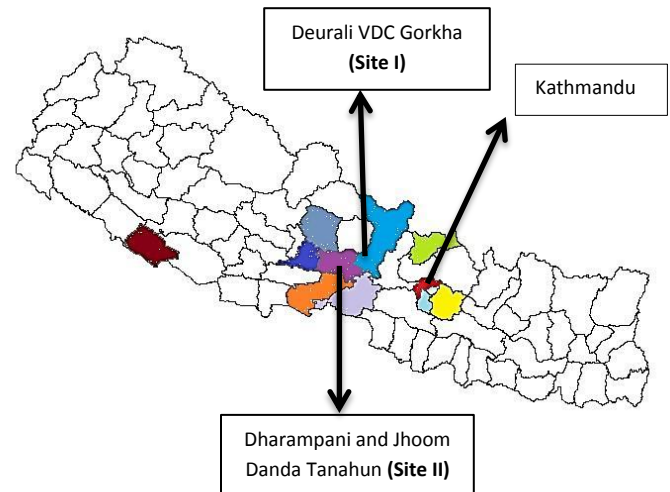 Deurali VDC Gorkha
(Site I)
Kathmandu
Dharampani and Jhoom
Danda Tanahun (Site II)